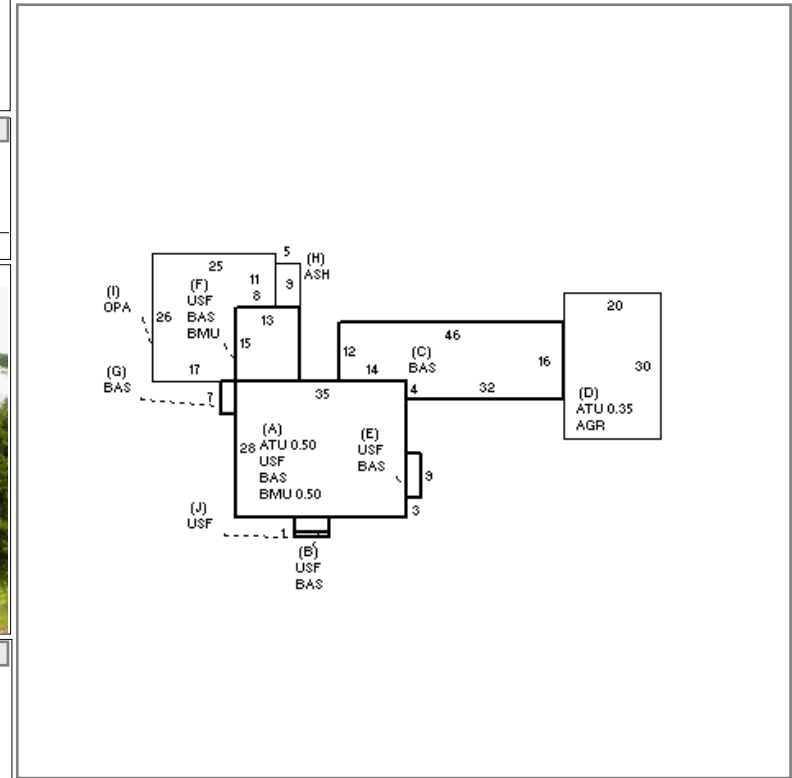 5
(H)
ASH
25
11
9
(F)
USF
BAS
BMU
8
(I)
OPA
26
13
15
20
46
12
16
30
(C)
BAS
14
17
(G)
BAS
7
35
4
32
(D)
ATU 0.35
AGR
(A)
28 ATU 0.50
USF
BAS
BMU 0.50
(E)
USF
BAS
9
3
(J)
USF
1
(B)
USF
BAS